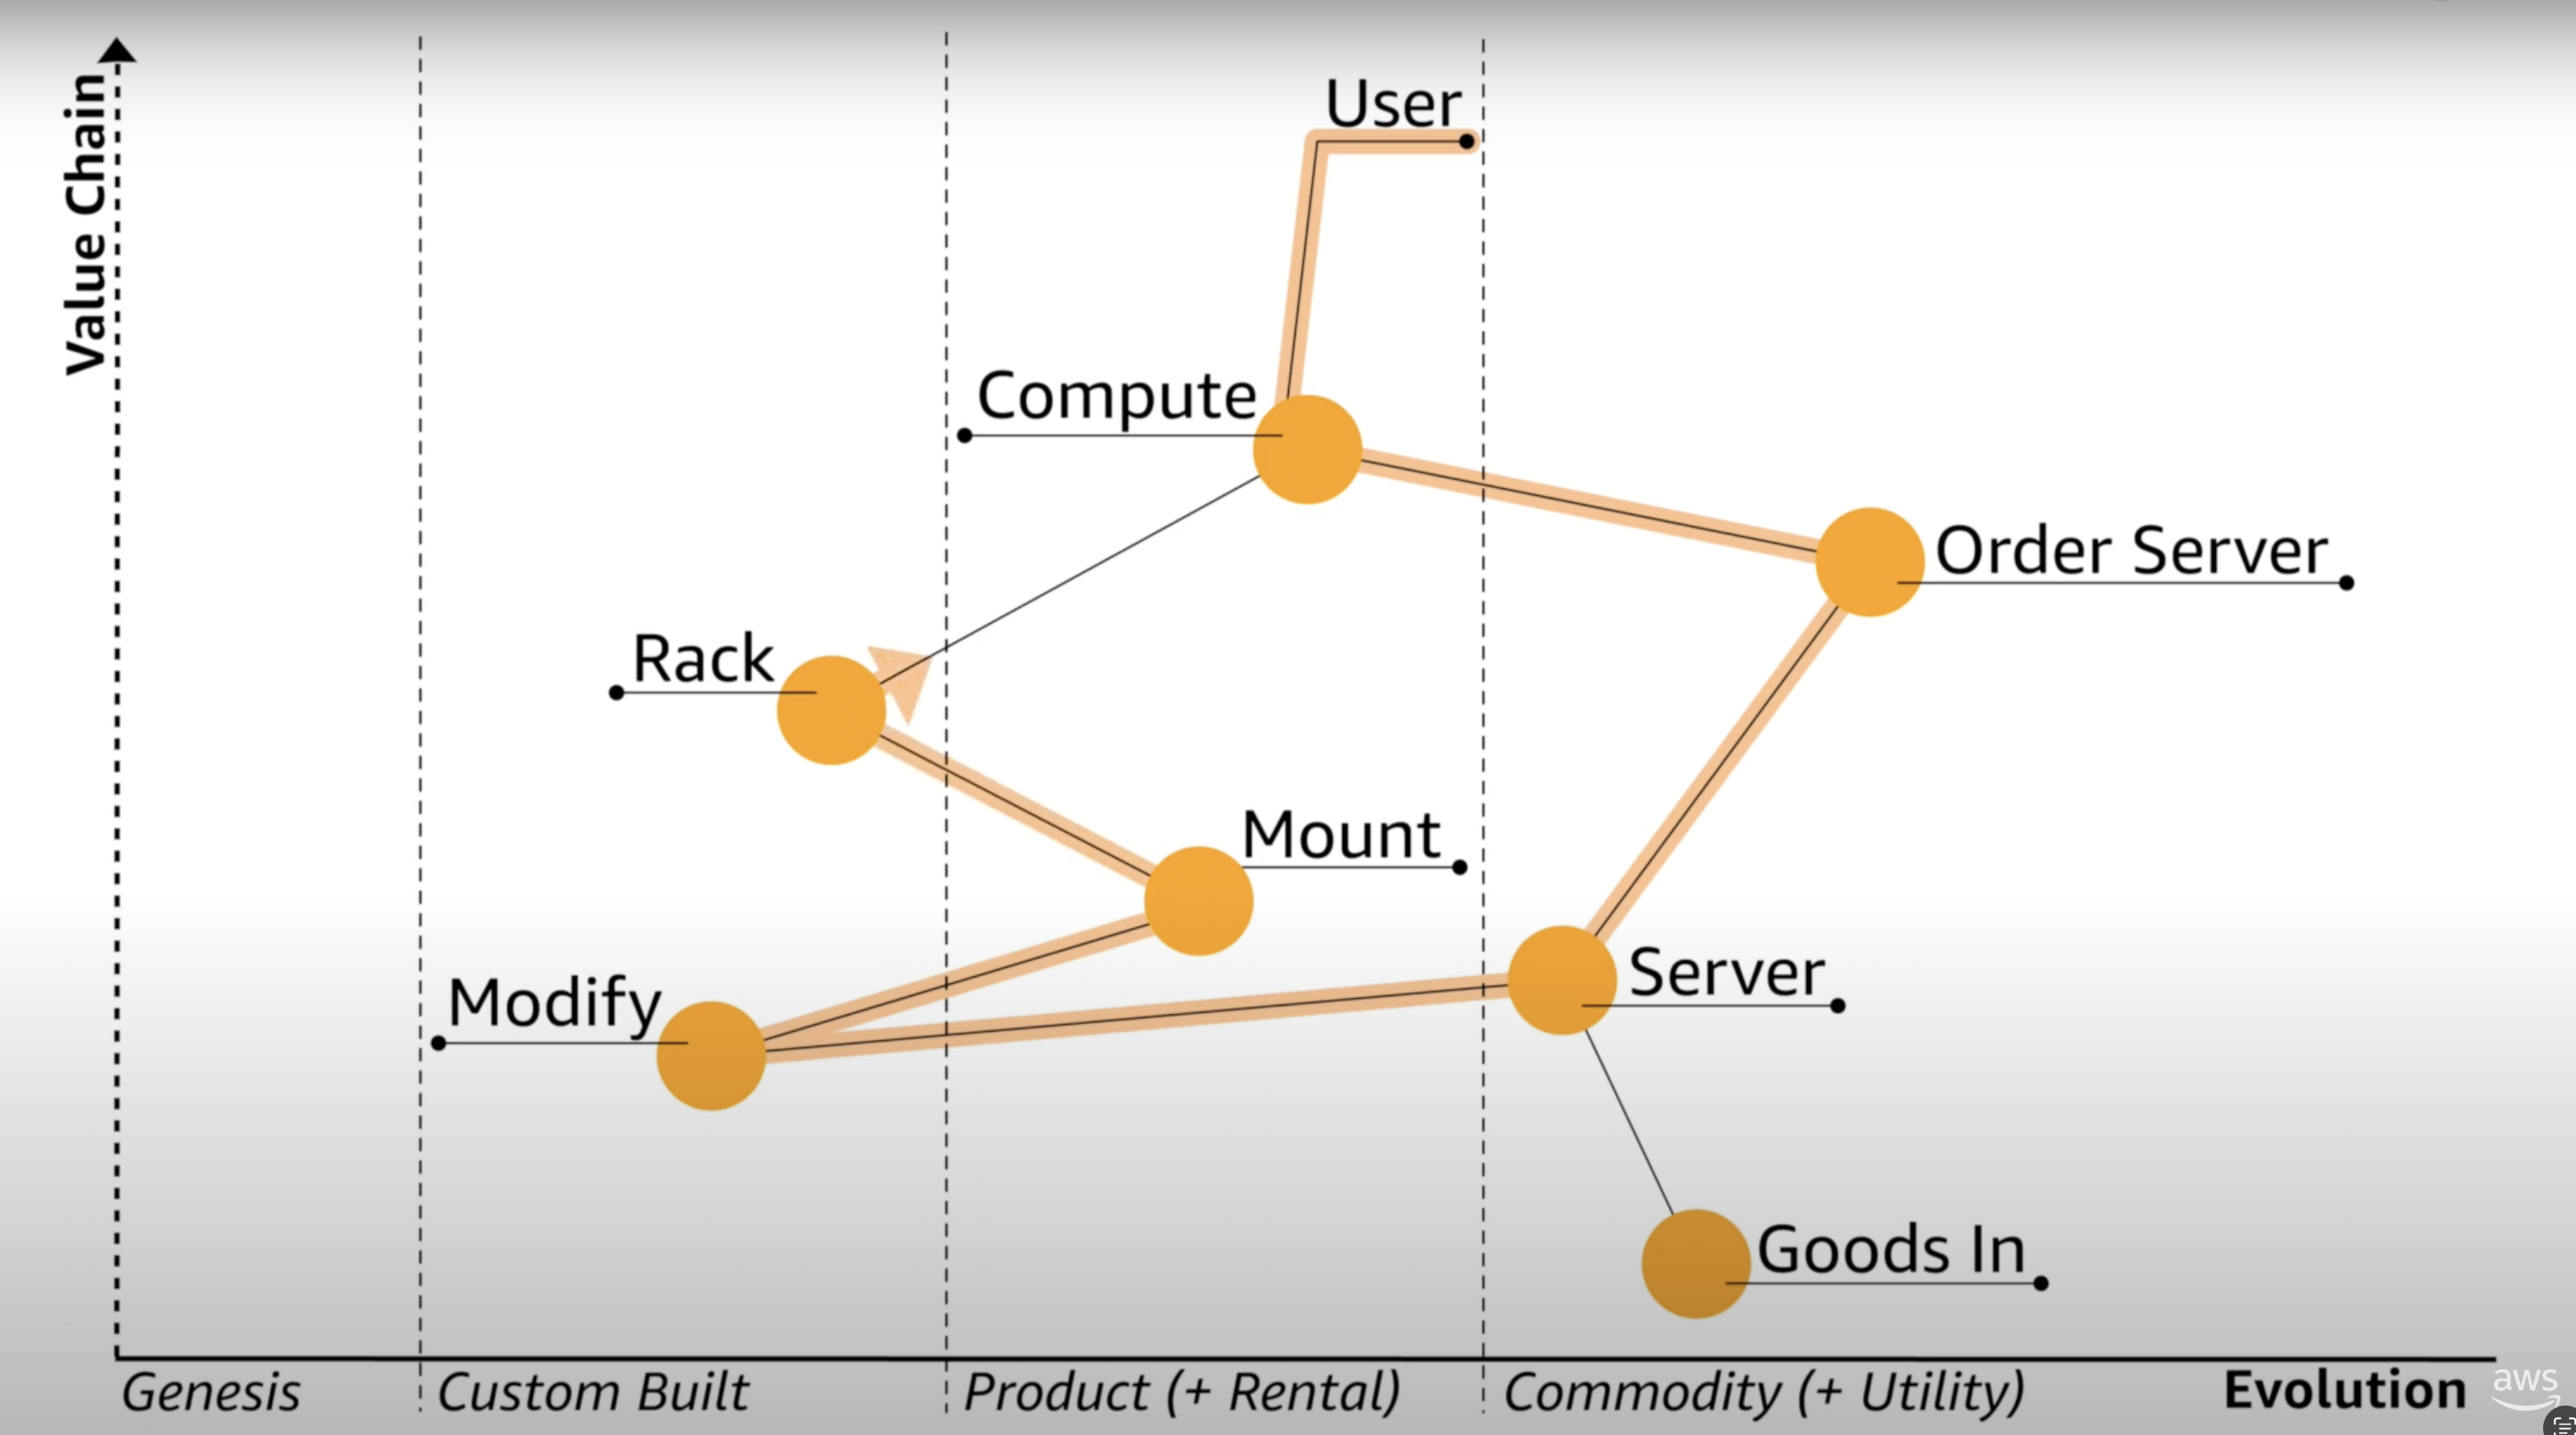 Value Chain
User
Compute
Order Server
Rack
Mount
Server
Modify
Goods In
Genesis
Custom Built
Product (+ Rental)
Commodity (+ Utility)
Evolution
aws